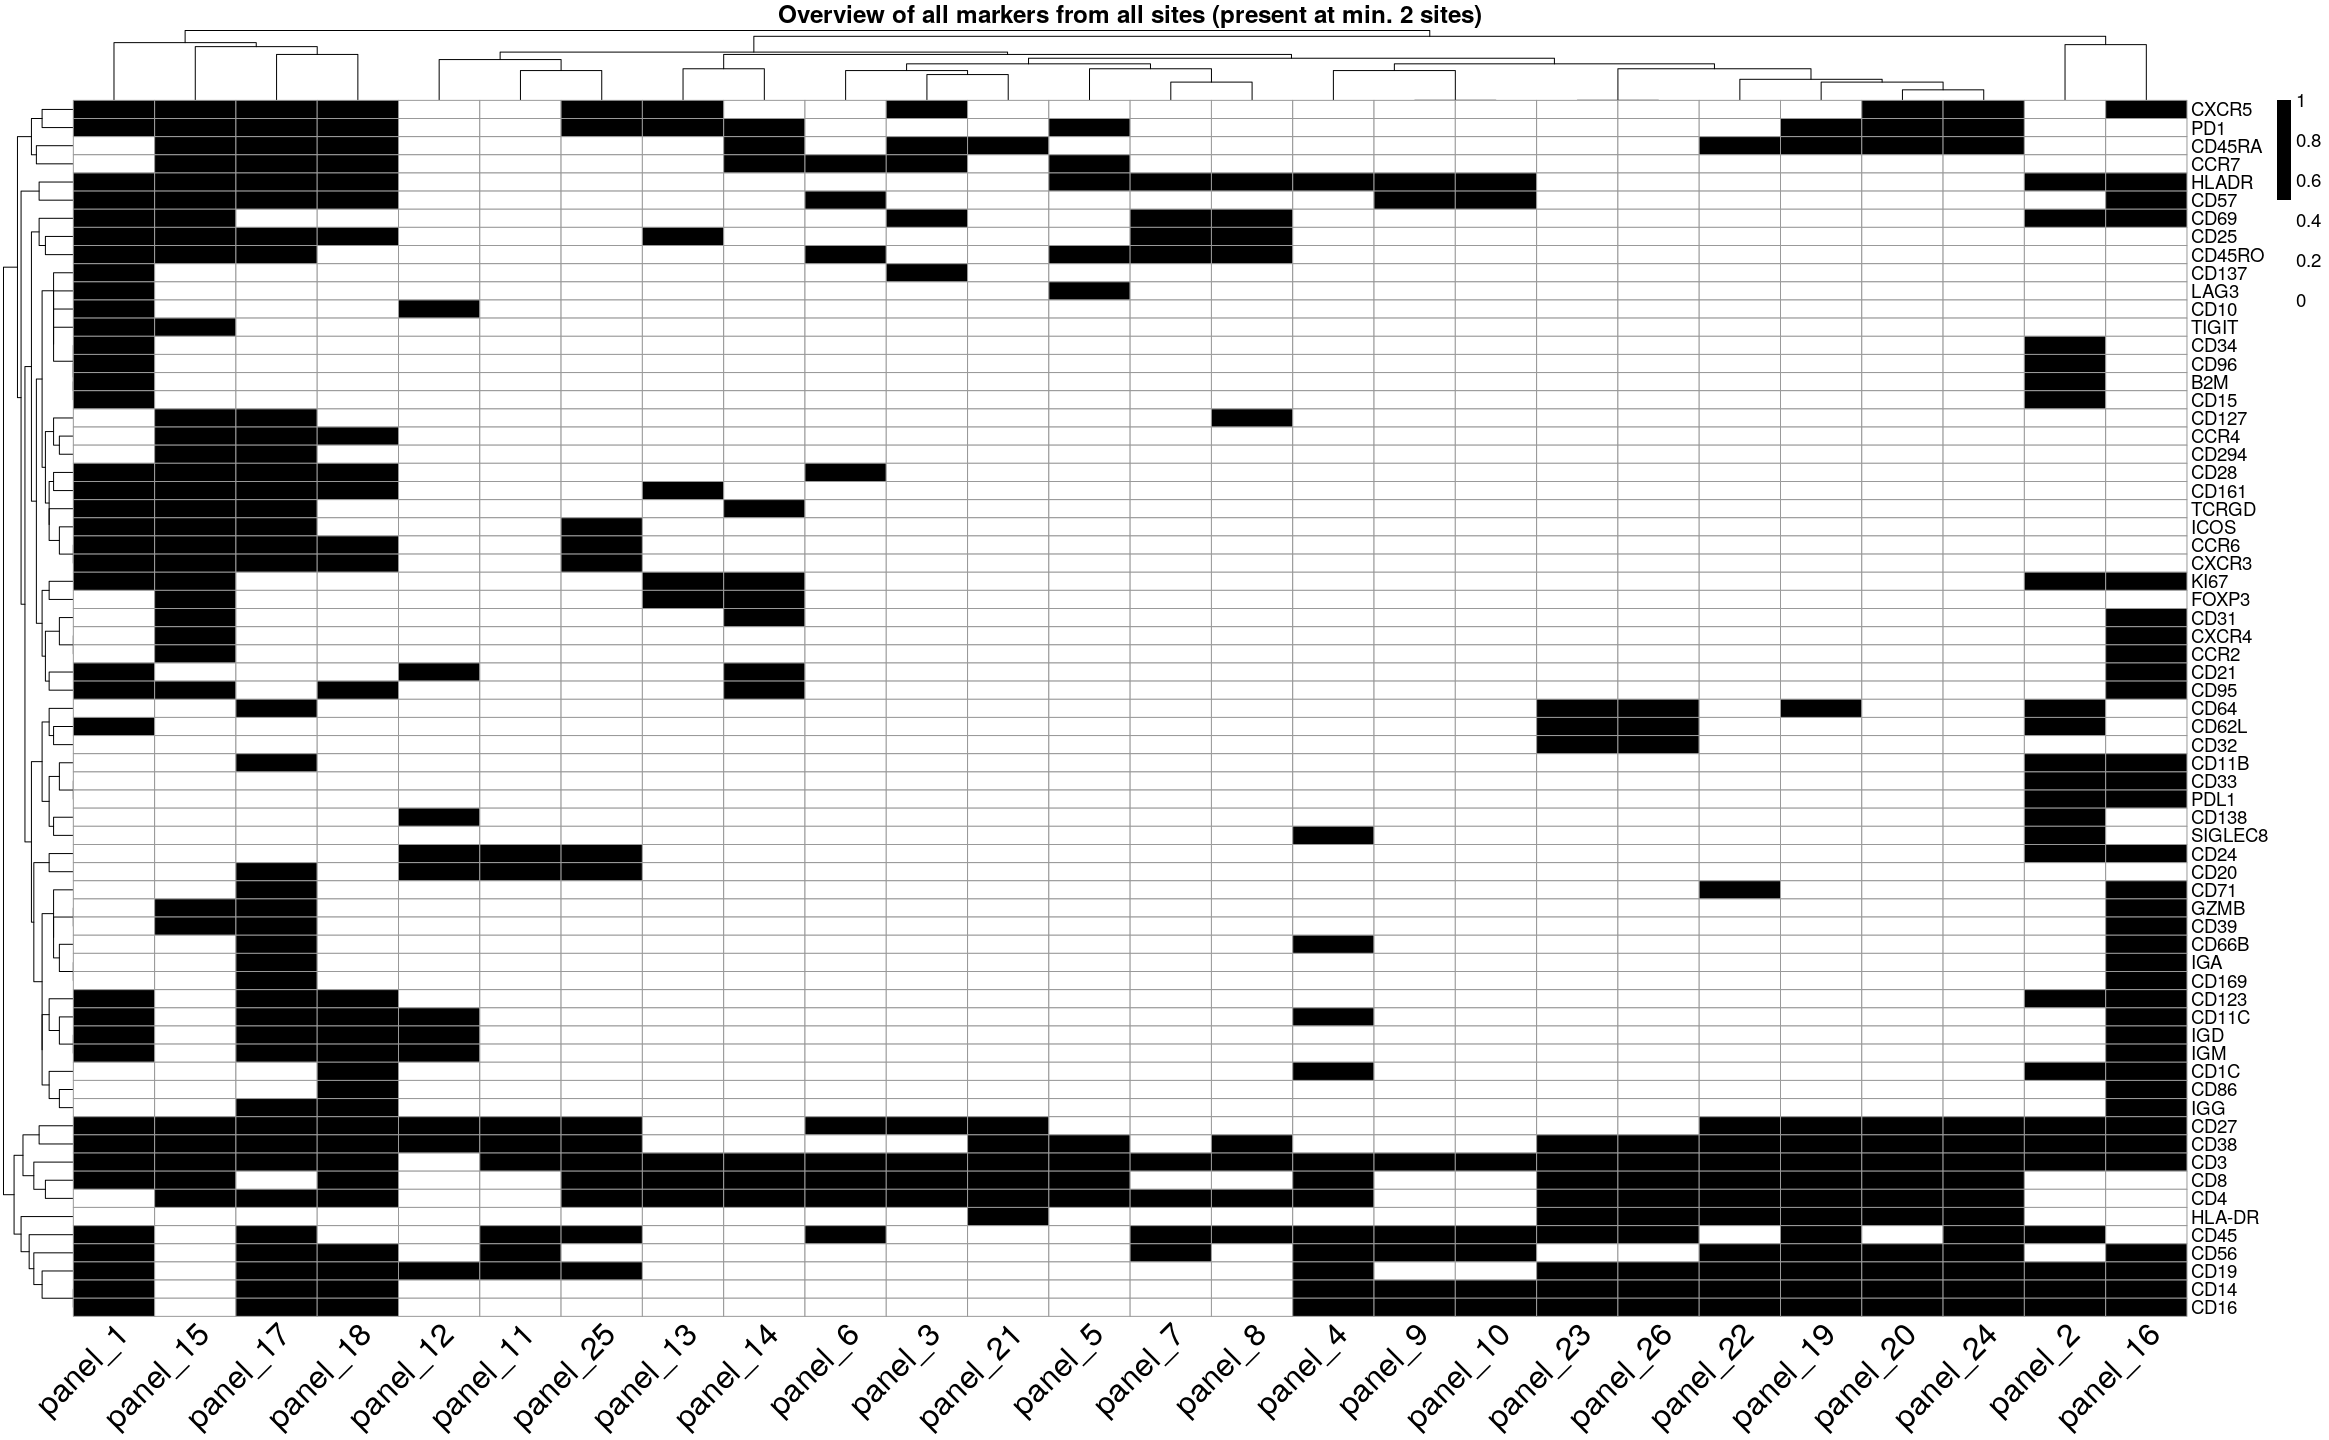 Overview of all markers from all sites (present at min. 2 sites)
CXCR5
PD1
CD45RA
CCR7
HLADR
CD57
CD69
CD25
CD45RO
CD137
LAG3
CD10
TIGIT
CD34
CD96
B2M
CD15
CD127
CCR4
CD294
CD28
CD161
TCRGD
ICOS
CCR6
CXCR3
KI67
FOXP3
CD31
CXCR4
CCR2
CD21
CD95
CD64
CD62L
CD32
CD11B
CD33
PDL1
CD138
SIGLEC8
CD24
CD20
CD71
GZMB
CD39
CD66B
IGA
CD169
CD123
CD11C
IGD
IGM
CD1C
CD86
IGG
CD27
CD38
CD3
CD8
CD4
HLA-DR
CD45
CD56
CD19
CD14
CD16
1
0.8
0.6
0.4
0.2
0
panel_1
panel_15
panel_17
panel_18
panel_12
panel_11
panel_25
panel_13
panel_14
panel_6
panel_3
panel_21
panel_5
panel_7
panel_8
panel_4
panel_9
panel_10
panel_23
panel_26
panel_22
panel_19
panel_20
panel_24
panel_2
panel_16